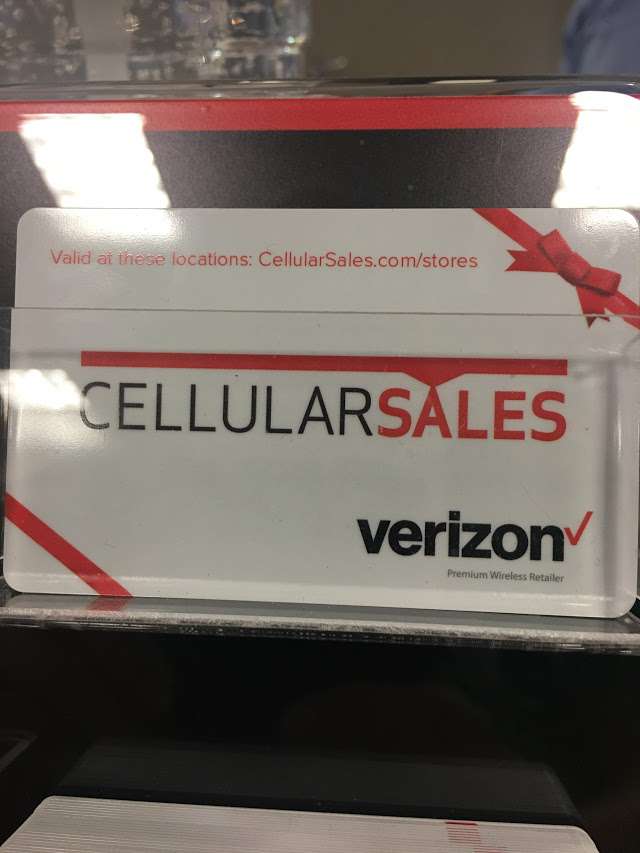 Valid at these locations: CellularSales.com/stores
CELLULARSALES
verizon
Premium Wireless Retailer